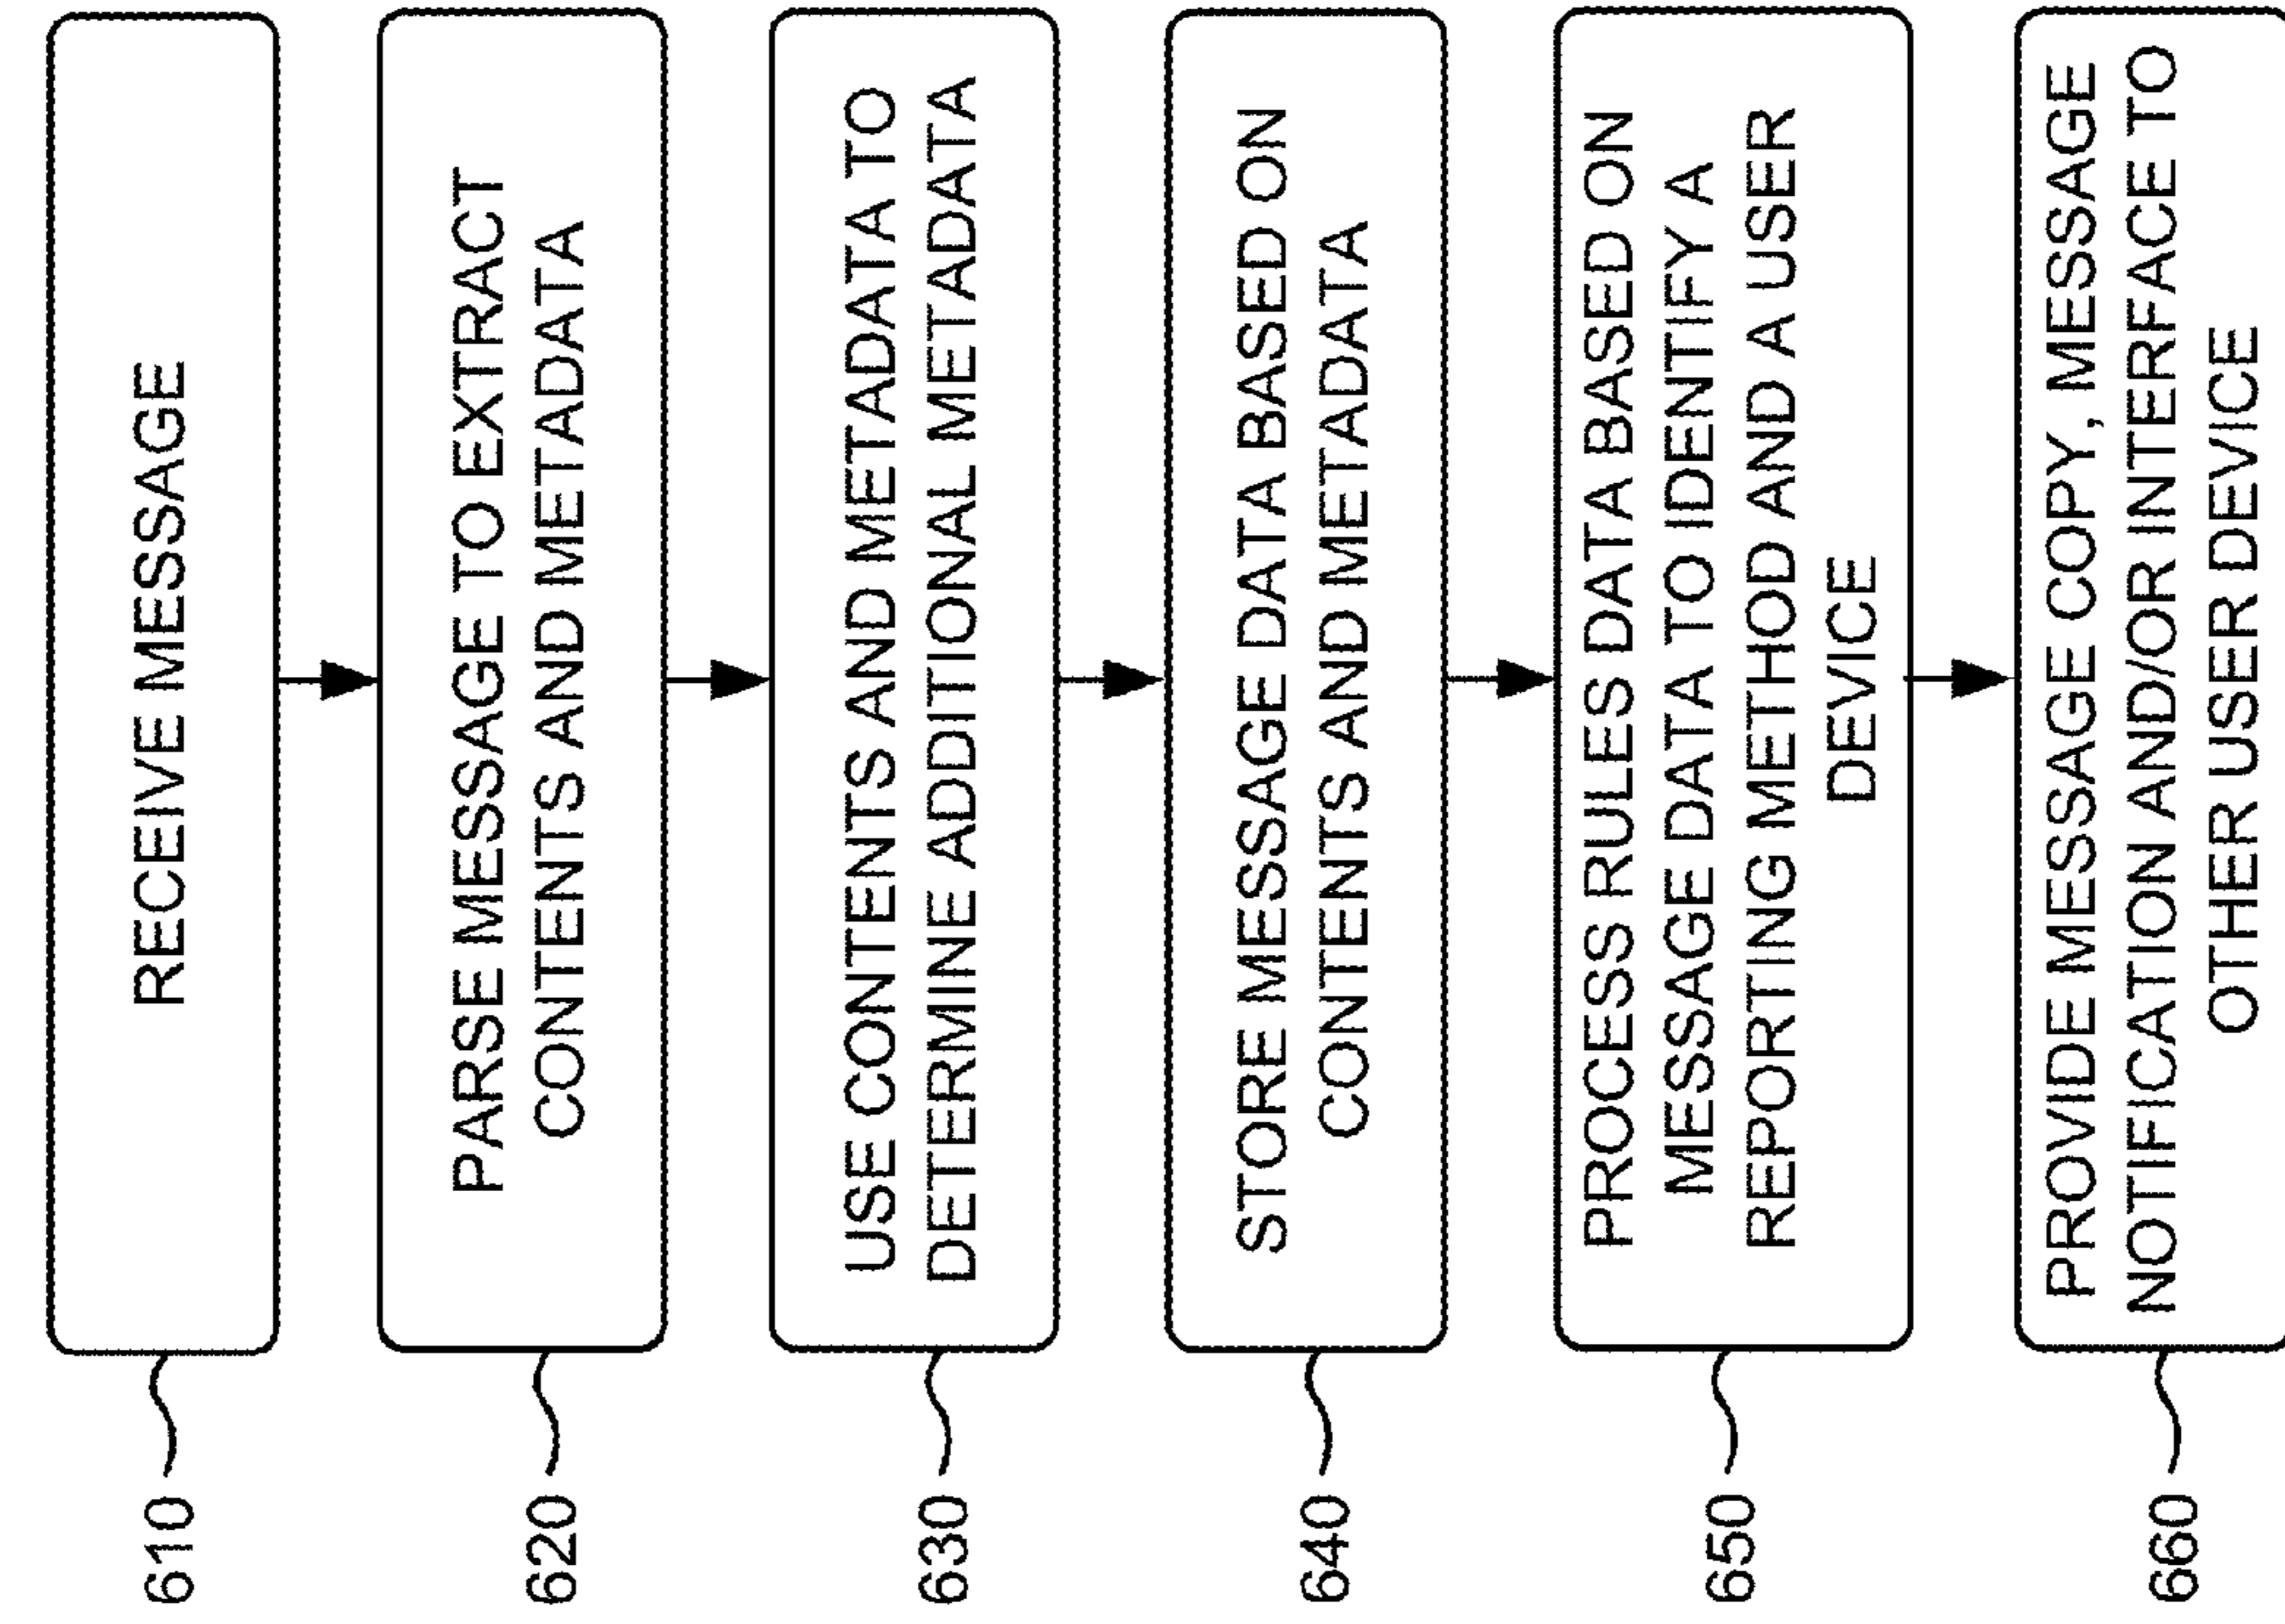 610
RECEIVE MESSAGE
620
PARSE MESSAGE TO EXTRACT
CONTENTS AND METADATA
630
USE CONTENTS AND METADATA TO
DETERMINE ADDITIONAL METADATA
640
STORE MESSAGE DATA BASED ON
CONTENTS AND METADATA
650
PROCESS RULES DATA BASED ON
MESSAGE DATA TO IDENTIFY A
REPORTING METHOD AND A USER
DEVICE
660
PROVIDE MESSAGE COPY, MESSAGE
NOTIFICATION AND/OR INTERFACE TO
OTHER USER DEVICE